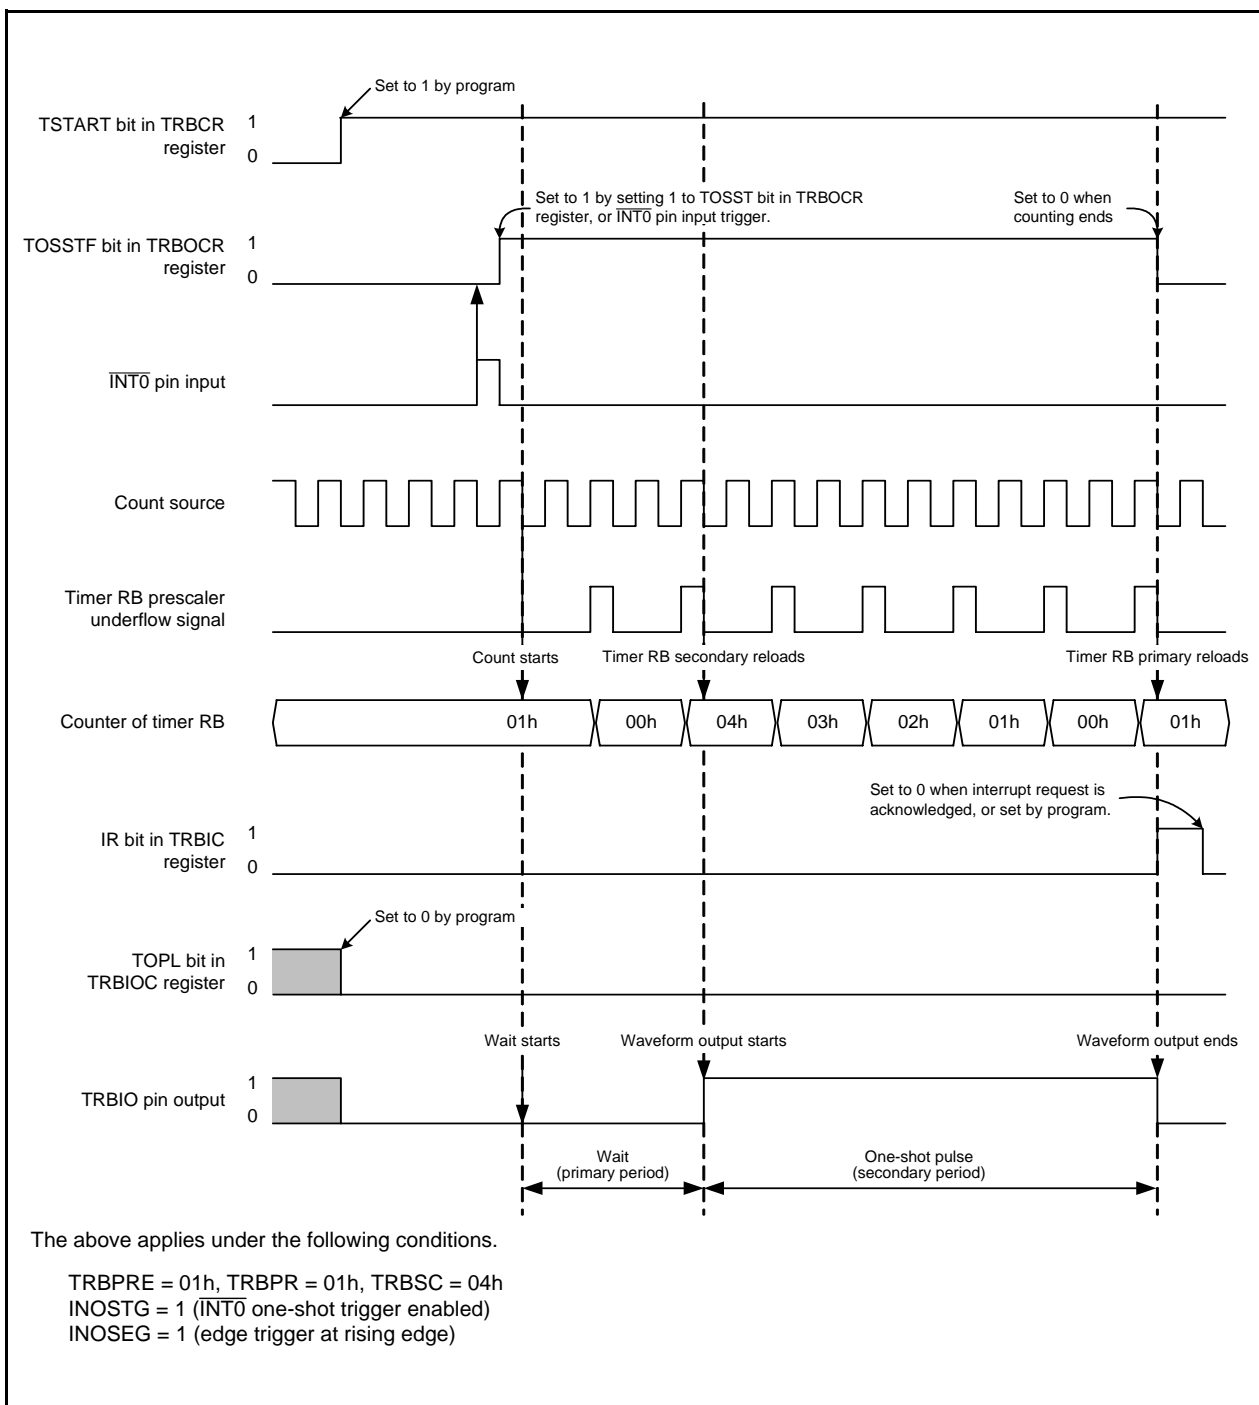 Set to 1 by program
TSTART bit in TRBCR
register
1
0
Set to 1 by setting 1 to TOSST bit in TRBOCR
register, or INT0 pin input trigger.
Set to 0 when
counting ends
TOSSTF bit in TRBOCR
register
1
0
INT0 pin input
Count source
Timer RB prescaler
underflow signal
Count starts
Timer RB secondary reloads
Timer RB primary reloads
Counter of timer RB
01h
00h
04h
03h
02h
01h
00h
01h
Set to 0 when interrupt request is
acknowledged, or set by program.
IR bit in TRBIC
register
1
0
Set to 0 by program
TOPL bit in
TRBIOC register
1
0
Wait starts
Waveform output starts
Waveform output ends
TRBIO pin output
1
0
Wait
(primary period)
One-shot pulse
(secondary period)
The above applies under the following conditions.
TRBPRE = 01h, TRBPR = 01h, TRBSC = 04h
INOSTG = 1 (INT0 one-shot trigger enabled)
INOSEG = 1 (edge trigger at rising edge)